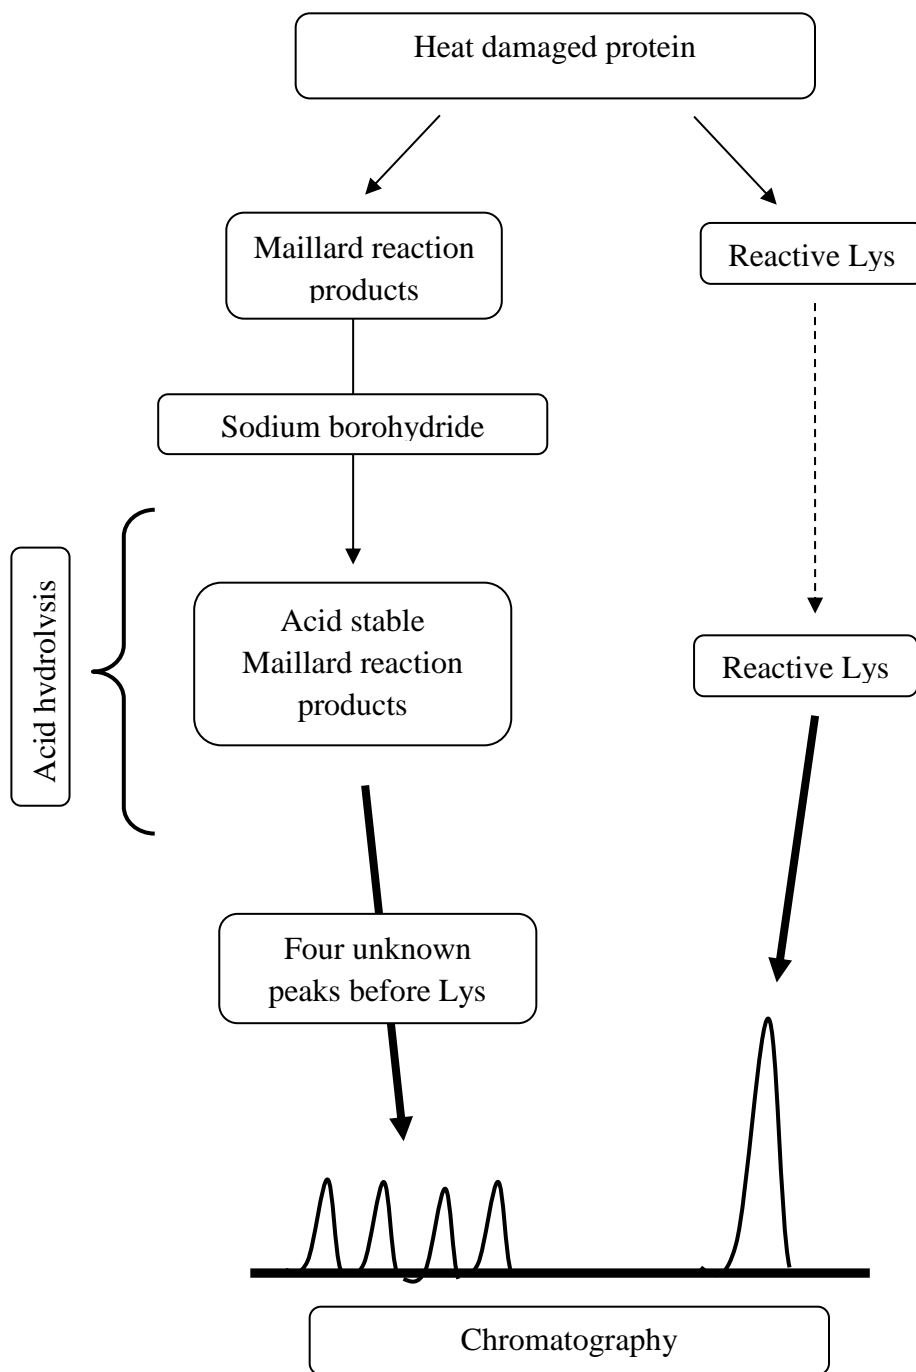 Heat damaged protein
Maillard reaction
products
Reactive Lys
Sodium borohydride
Acid hydrolysis
Acid stable
Maillard reaction
products
Reactive Lys
Four unknown
peaks before Lys
Chromatography